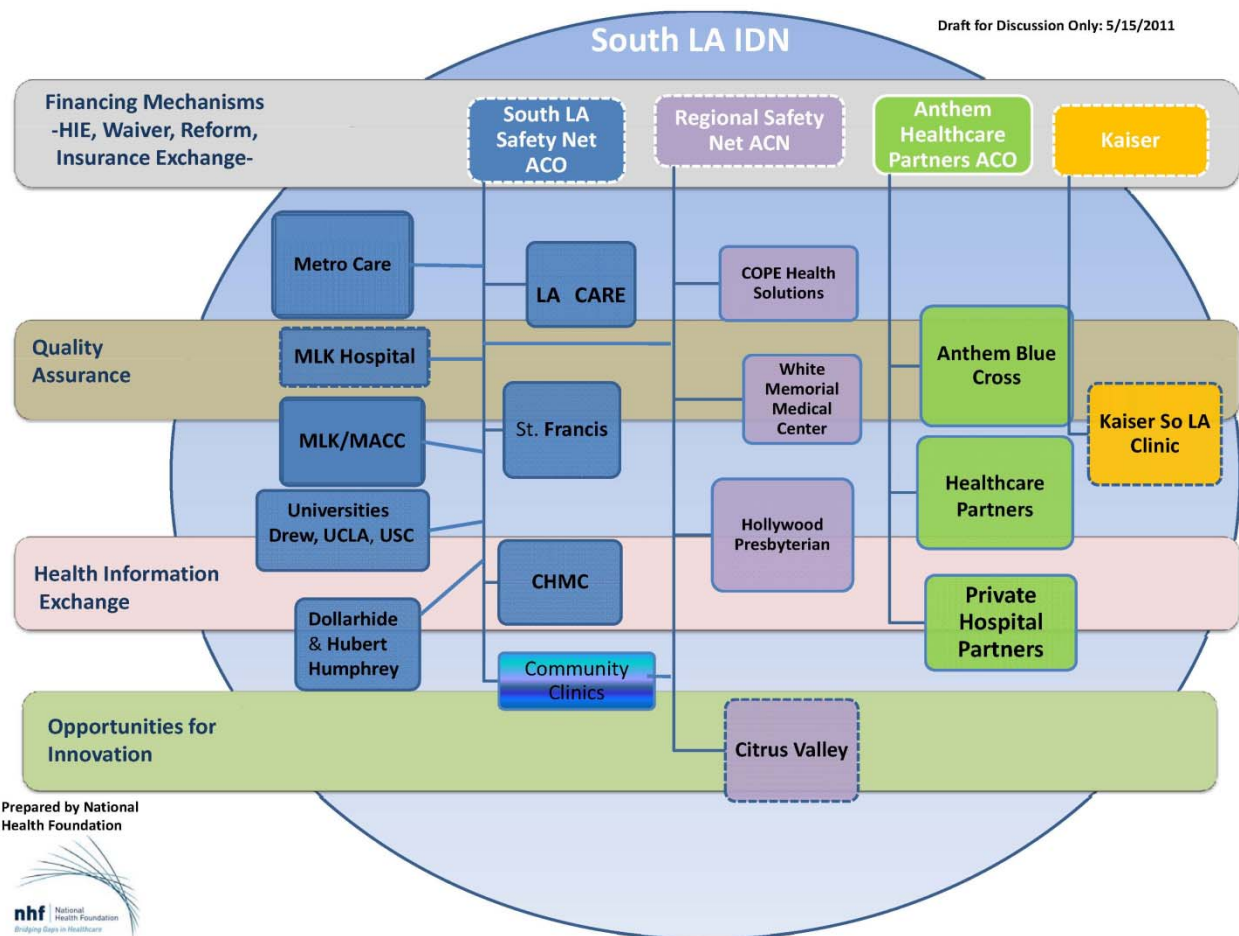 South LA IDN
Draft for Discussion Only: 5/15/2011
Financing Mechanisms
-HIE, Waiver, Reform,
Insurance Exchange-
South LA
Safety Net
ACO
Regional Safety
Net ACN
Anthem
Healthcare
Partners ACO
Kaiser
Metro Care
LA CARE
COPE Health
Solutions
Quality
Assurance
MLK Hospital
White
Memorial
Medical
Center
Anthem Blue
Cross
MLK/MACC
St. Francis
Kaiser So LA
Clinic
Universities
Drew, UCLA, USC
Hollywood
Presbyterian
Healthcare
Partners
Health Information
Exchange
CHMC
Dollarhide
& Hubert
Humphrey
Private
Hospital
Partners
Community
Clinics
Opportunities for
Innovation
Citrus Valley
Prepared by National
Health Foundation
nhf
National
Health Foundation
Bridging Gaps in Healthcare